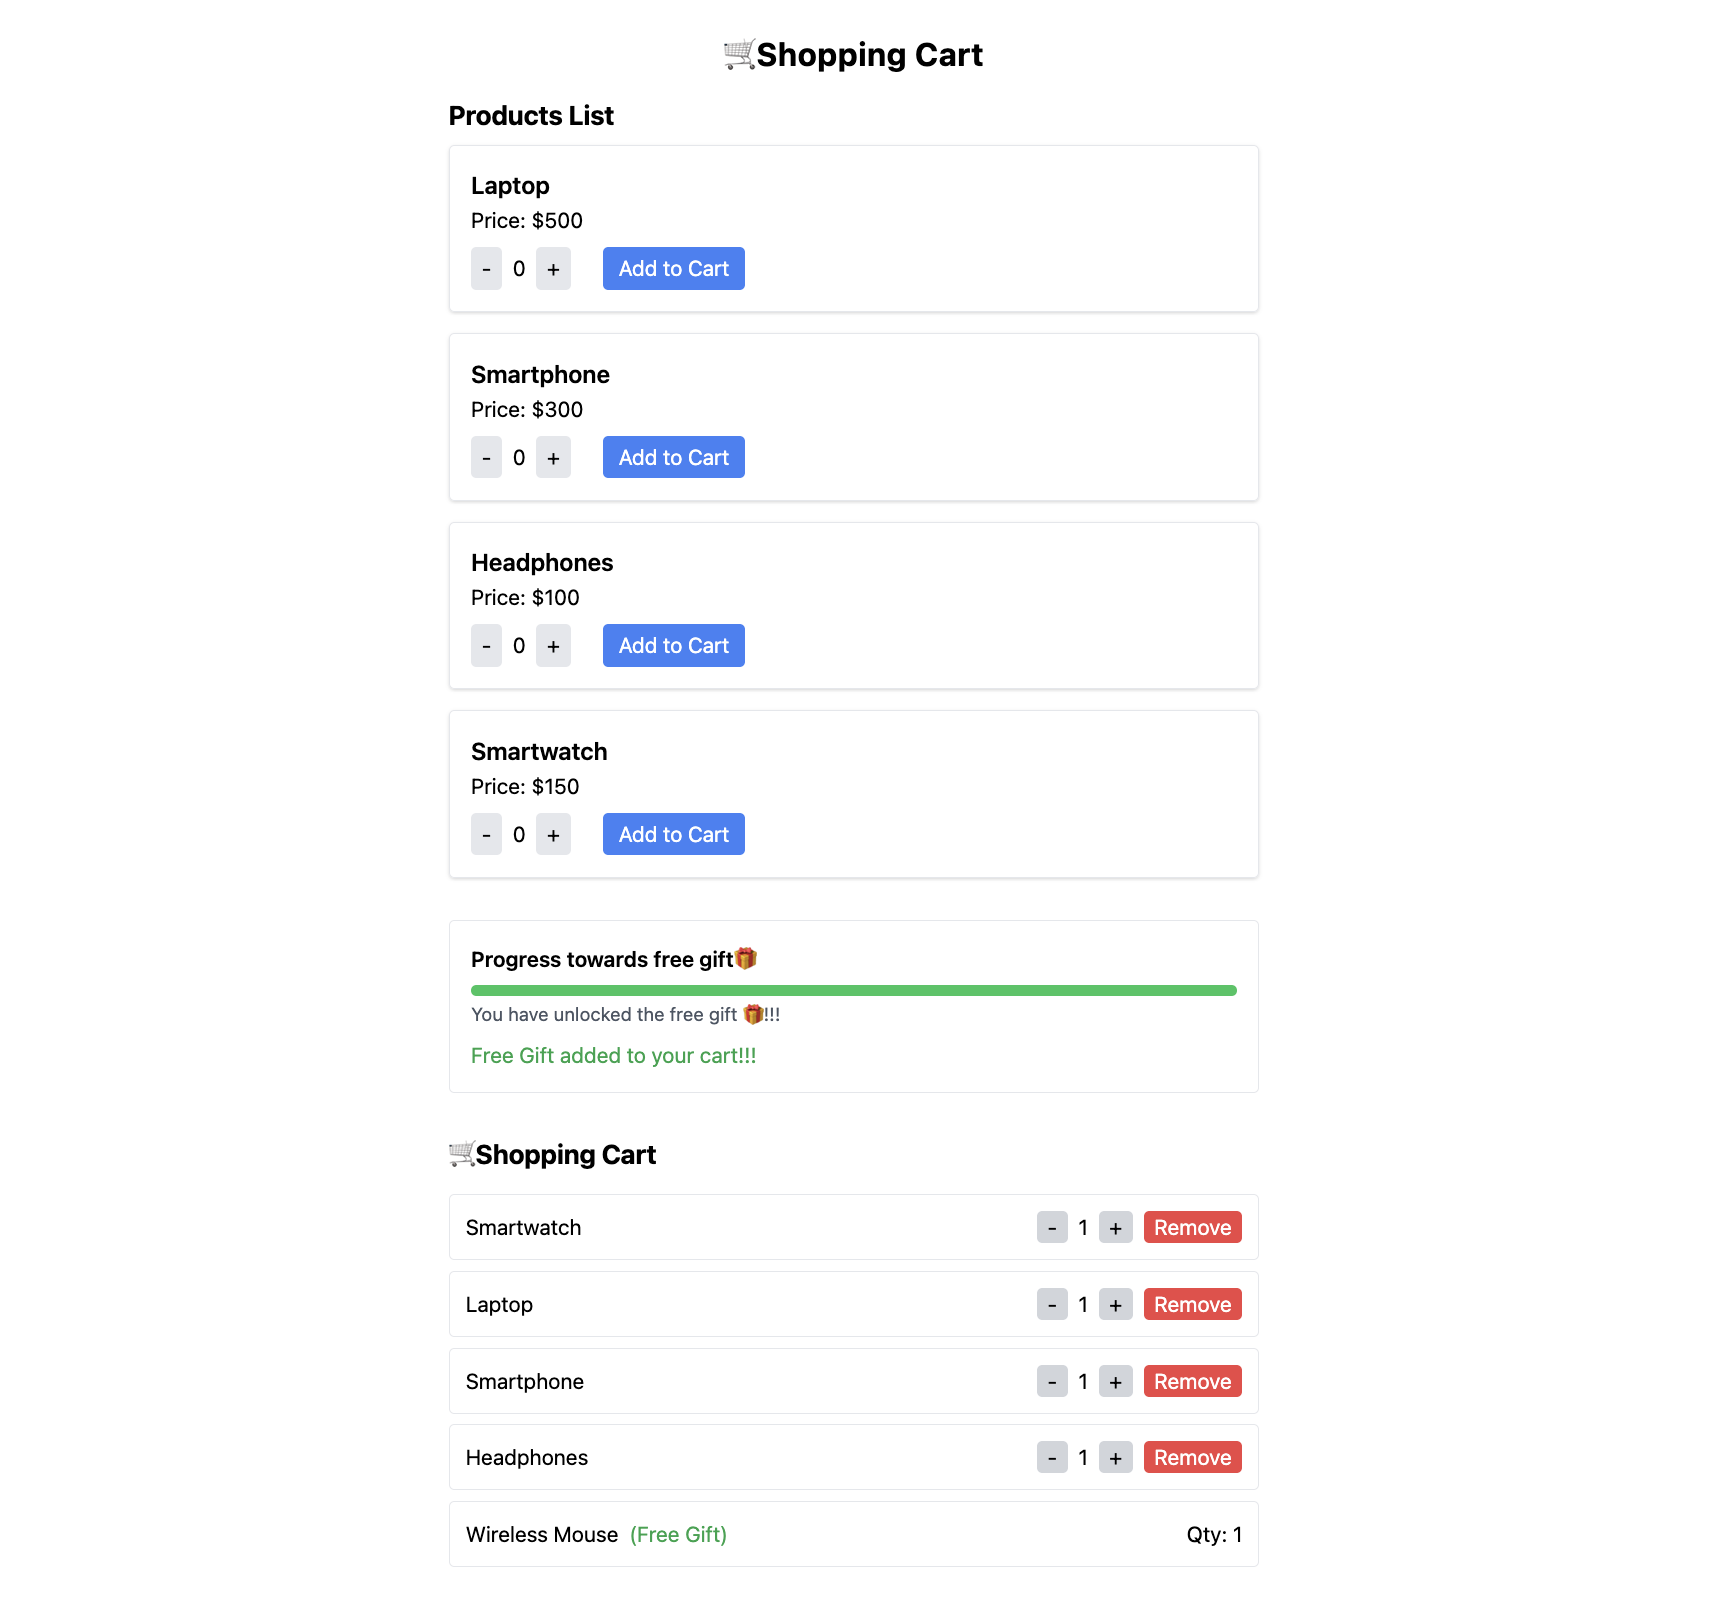 🛒Shopping Cart
Products List
Laptop
Price: $500
- 0 + Add to Cart
Smartphone
Price: $300
- 0 + Add to Cart
Headphones
Price: $100
- 0 + Add to Cart
Smartwatch
Price: $150
- 0 + Add to Cart
Progress towards free gift🎁
You have unlocked the free gift 🎁!!!
Free Gift added to your cart!!!
🛒Shopping Cart
Smartwatch - 1 + Remove
Laptop - 1 + Remove
Smartphone - 1 + Remove
Headphones - 1 + Remove
Wireless Mouse (Free Gift) Qty: 1